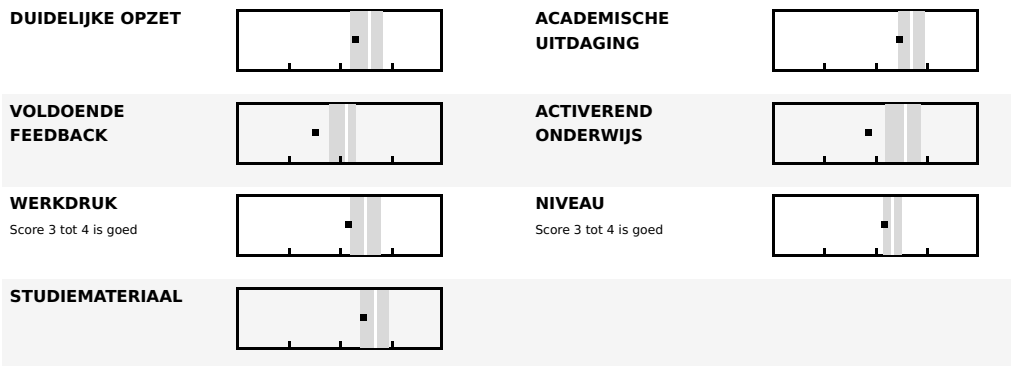 DUIDELIJKE OPZET
ACADEMISCHE
UITDAGING
VOLDOENDE
FEEDBACK
ACTIVEREND
ONDERWIJS
WERKDRUK
Score 3 tot 4 is goed
NIVEAU
Score 3 tot 4 is goed
STUDIEMATERIAAL